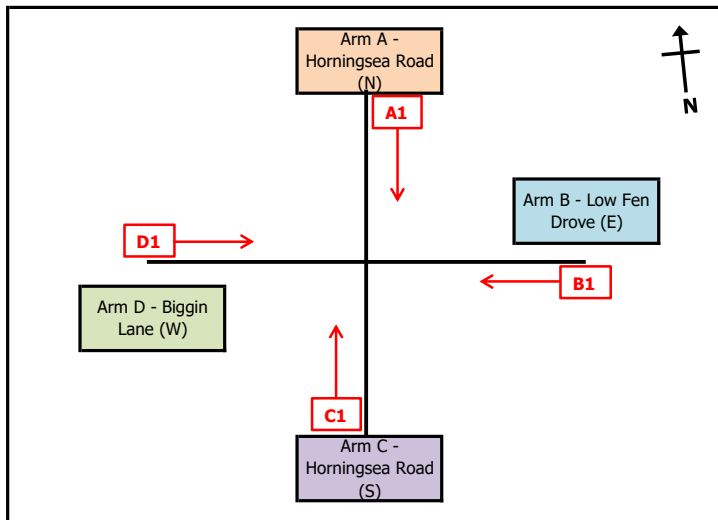 Arm A -
Horningsea Road
(N)
A1
N
Arm B - Low Fen
Drove (E)
D1
B1
Arm D - Biggin
Lane (W)
C1
Arm C -
Horningsea Road
(S)